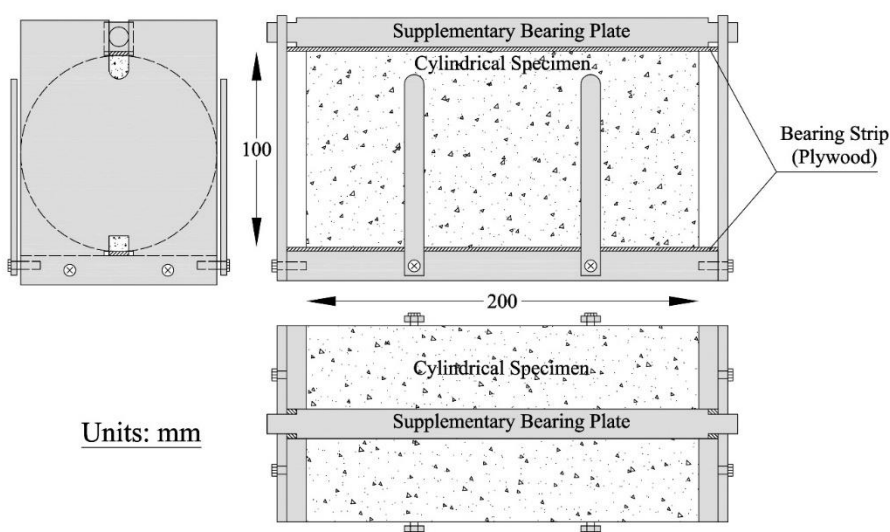 Supplementary Bearing Plate
Cylindrical Specimen
100
Bearing Strip
(Plywood)
200
Cylindrical Specimen
Supplementary Bearing Plate
Units: mm